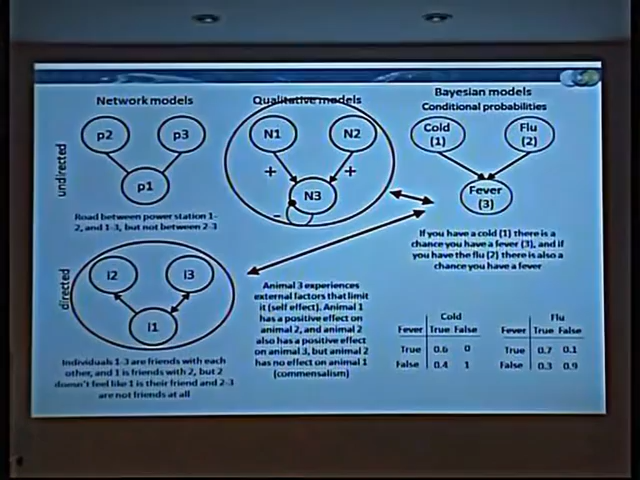 Network models
undirected
p2
p3
p1
Road between power station 1-
2, and 1-3, but not between 2-3
directed
I2
I3
I1
Individuals 1-3 are friends with each
other, and 1 is friends with 2, but 2
doesn't feel like 1 is their friend and 2-3
are not friends at all
Qualitative models
N1
N2
+
+
N3
-
Animal 3 experiences
external factors that limit
it (self effect). Animal 1
has a positive effect on
animal 2, and animal 2
also has a positive effect
on animal 3, but animal 2
has no effect on animal 1
(commensalism)
Bayesian models
Conditional probabilities
Cold
(1)
Flu
(2)
Fever
(3)
If you have a cold (1) there is a
chance you have a fever (3), and if
you have the flu (2) there is also a
chance you have a fever
Cold
Fever True False
True 0.6 0
False 0.4 1
Flu
Fever True False
True 0.7 0.1
False 0.3 0.9